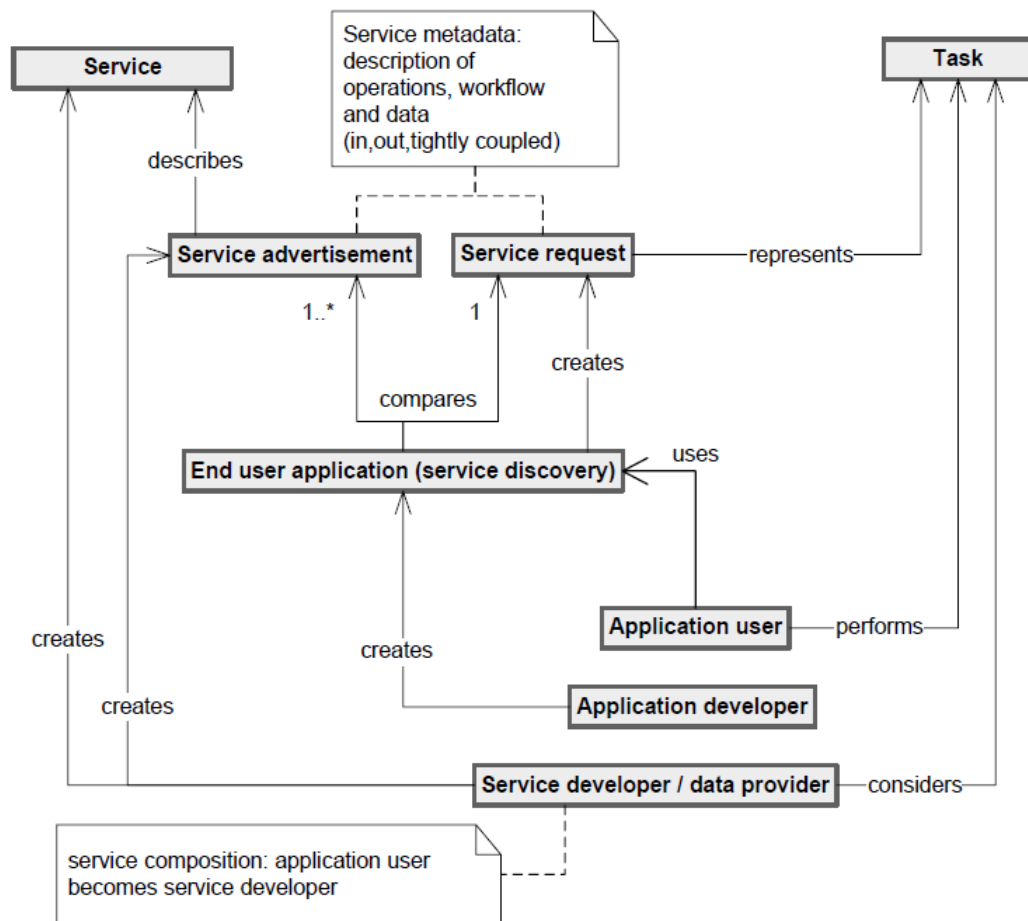 Service metadata:
description of
operations, workflow
and data
(in,out,tightly coupled)
Service
Task
describes
Service advertisement
Service request
represents
1..*
1
creates
compares
End user application (service discovery)
uses
Application user
performs
creates
creates
Application developer
creates
Service developer / data provider
considers
service composition: application user
becomes service developer